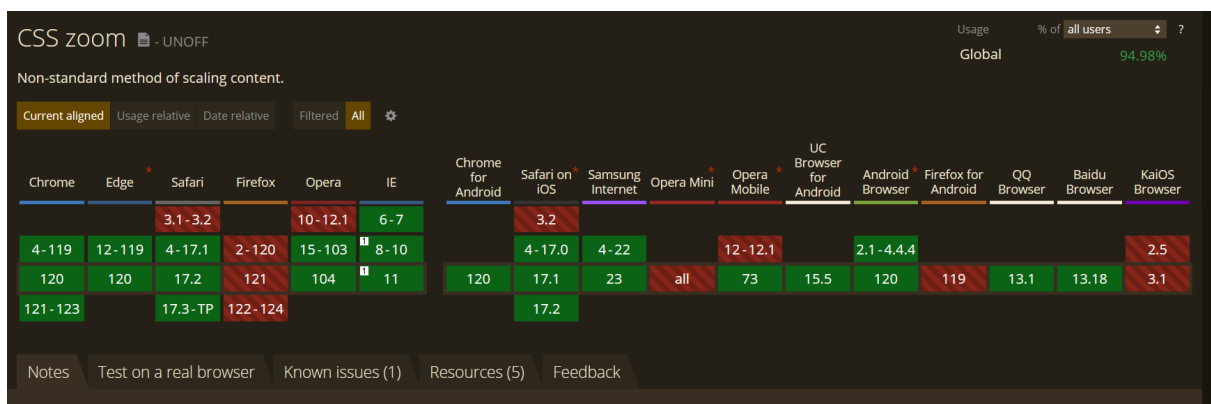 CSS zoom - UNOFF
Usage % of all users ?
Global 94.98%
Non-standard method of scaling content.
Current aligned Usage relative Date relative Filtered All
Chrome Edge * Safari Firefox Opera IE Chrome for Android Safari on iOS * Samsung Internet Opera Mini * Opera Mobile * UC Browser for Android Android Browser * Firefox for Android QQ Browser Baidu Browser KaiOS Browser
3.1-3.2 10-12.1 6-7 3.2
4-119 12-119 4-17.1 2-120 15-103 1 8-10 4-17.0 4-22 12-12.1 2.1-4.4.4 2.5
120 120 17.2 121 104 1 11 120 17.1 23 all 73 15.5 120 119 13.1 13.18 3.1
121-123 17.3-TP 122-124 17.2
Notes Test on a real browser Known issues (1) Resources (5) Feedback